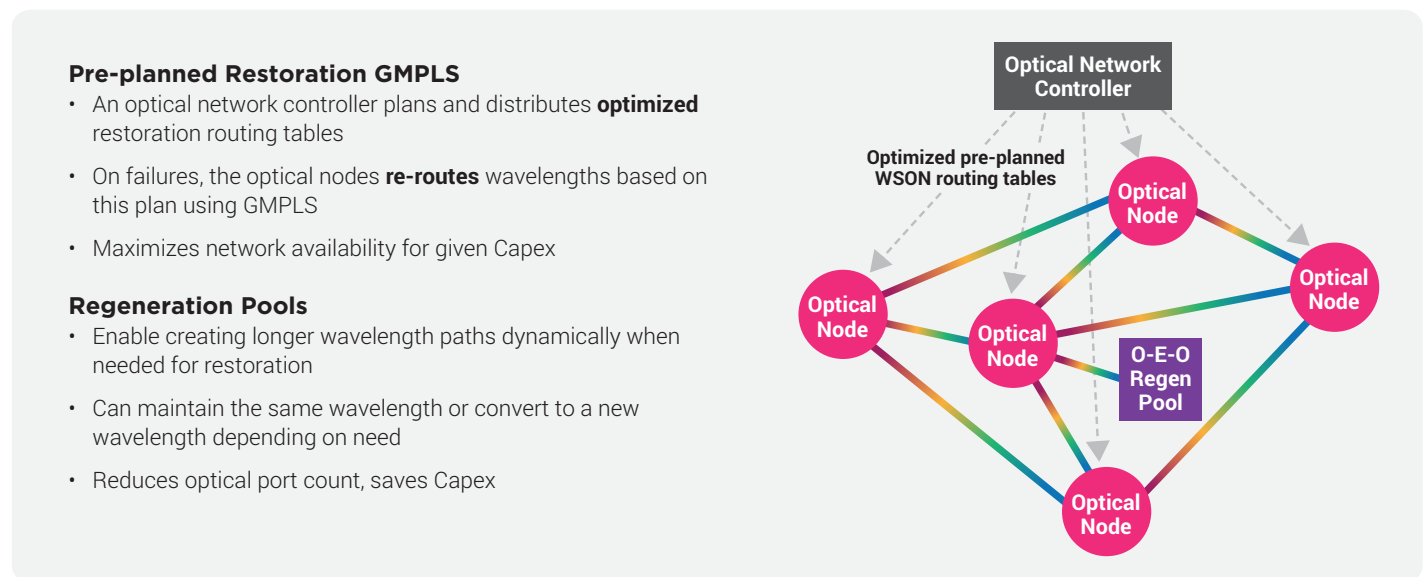 Pre-planned Restoration GMPLS
• An optical network controller plans and distributes optimized
restoration routing tables
• On failures, the optical nodes re-routes wavelengths based on
this plan using GMPLS
• Maximizes network availability for given Capex
Regeneration Pools
• Enable creating longer wavelength paths dynamically when
needed for restoration
• Can maintain the same wavelength or convert to a new
wavelength depending on need
• Reduces optical port count, saves Capex
Optical Network
Controller
Optimized pre-planned
WSON routing tables
Optical
Node
Optical
Node
Optical
Node
Optical
Node
O-E-O
Regen
Pool
Optical
Node